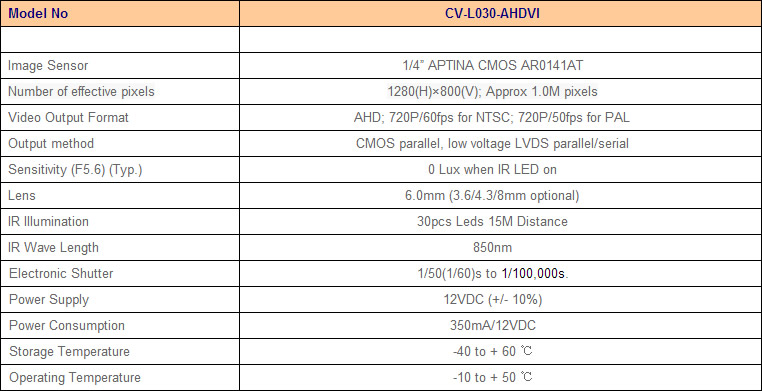 Model No CV-L030-AHDVI
Image Sensor 1/4” APTINA CMOS AR0141AT
Number of effective pixels 1280(H)×800(V); Approx 1.0M pixels
Video Output Format AHD; 720P/60fps for NTSC; 720P/50fps for PAL
Output method CMOS parallel, low voltage LVDS parallel/serial
Sensitivity (F5.6) (Typ.) 0 Lux when IR LED on
Lens 6.0mm (3.6/4.3/8mm optional)
IR Illumination 30pcs Leds 15M Distance
IR Wave Length 850nm
Electronic Shutter 1/50(1/60)s to 1/100,000s.
Power Supply 12VDC (+/- 10%)
Power Consumption 350mA/12VDC
Storage Temperature -40 to + 60 ℃
Operating Temperature -10 to + 50 ℃